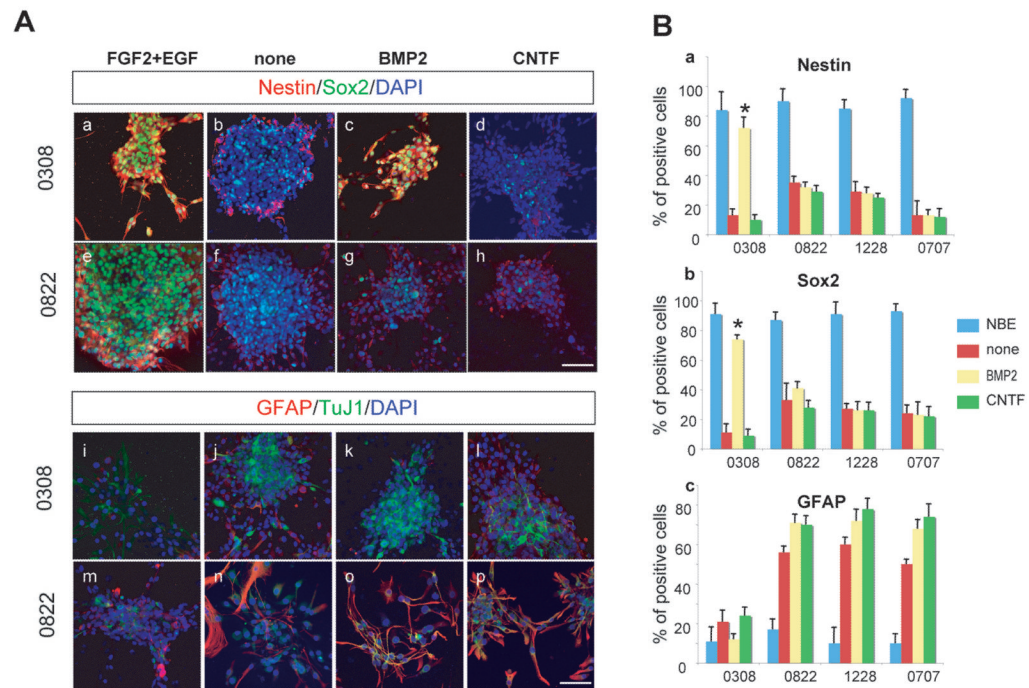 A
FGF2+EGF none BMP2 CNTF
Nestin/Sox2/DAPI
0308
a b c d
0822
e f g h
GFAP/TuJ1/DAPI
0308
i j k l
0822
m n o p
B
a
Nestin
% of positive cells
100
80
60
40
20
0
*
0308 0822 1228 0707
b
Sox2
% of positive cells
100
80
60
40
20
0
*
0308 0822 1228 0707
NBE
none
BMP2
CNTF
c
GFAP
% of positive cells
80
60
40
20
0
0308 0822 1228 0707